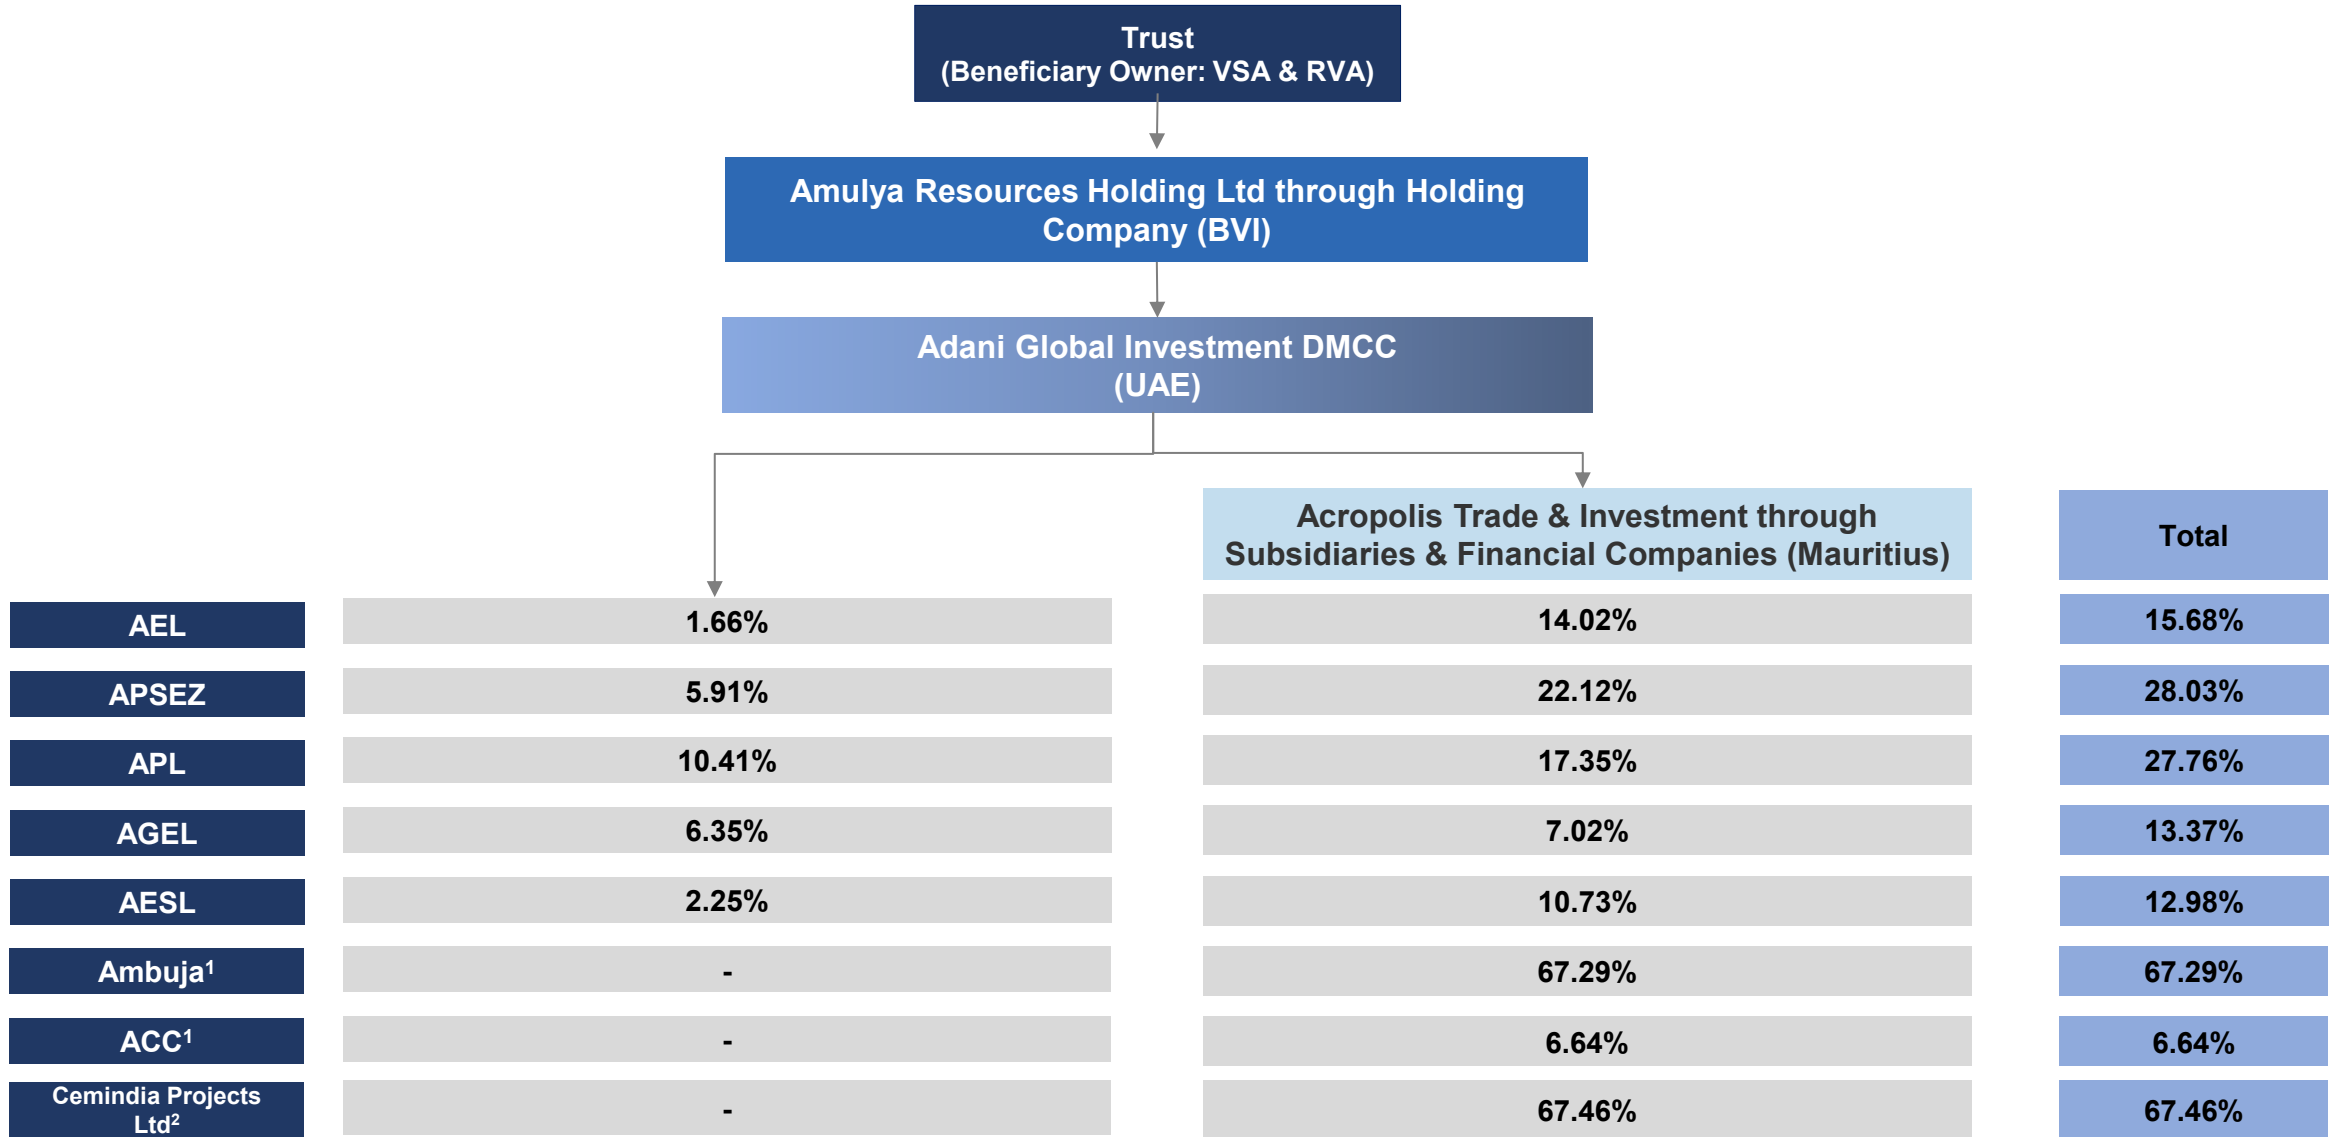 Trust
(Beneficiary Owner: VSA & RVA)
Amulya Resources Holding Ltd through Holding
Company (BVI)
Adani Global Investment DMCC
(UAE)
Acropolis Trade & Investment through
Subsidiaries & Financial Companies (Mauritius)
Total
AEL 1.66% 14.02% 15.68%
APSEZ 5.91% 22.12% 28.03%
APL 10.41% 17.35% 27.76%
AGEL 6.35% 7.02% 13.37%
AESL 2.25% 10.73% 12.98%
Ambuja¹ - 67.29% 67.29%
ACC¹ - 6.64% 6.64%
Cemindia Projects
Ltd² - 67.46% 67.46%